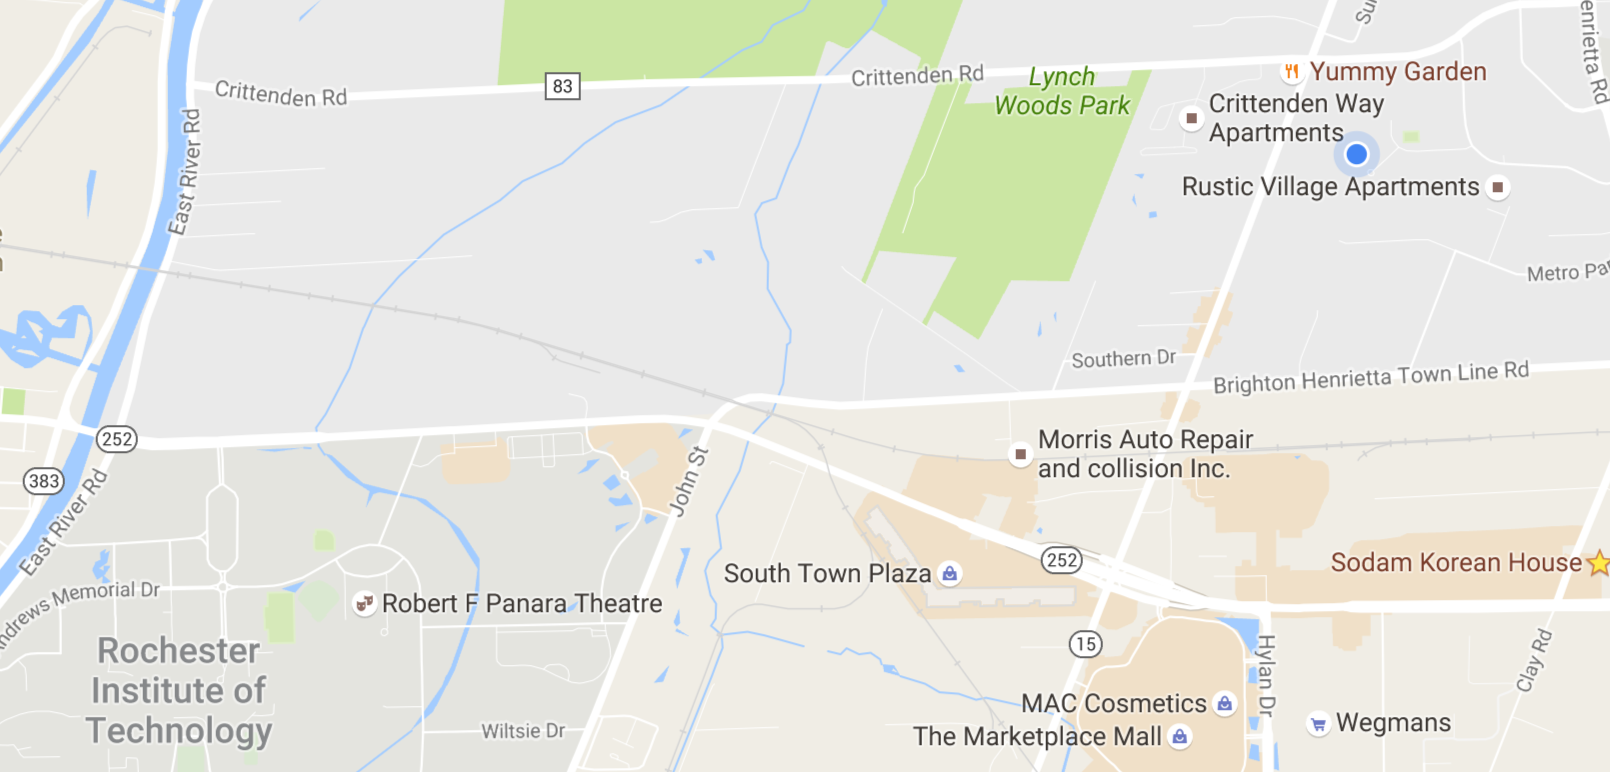 Crittenden Rd
83
Crittenden Rd
Lynch
Woods Park
Yummy Garden
Crittenden Way
Apartments
Rustic Village Apartments
East River Rd
Metro
Southern Dr
Brighton Henrietta Town Line Rd
252
383
East River Rd
John St
Morris Auto Repair
and collision Inc.
252
Sodam Korean House
South Town Plaza
Robert F Panara Theatre
Memorial Dr
Rochester
Institute of
Technology
15
Hylan Dr
Clay Rd
MAC Cosmetics
The Marketplace Mall
Wegmans
Wiltsie Dr